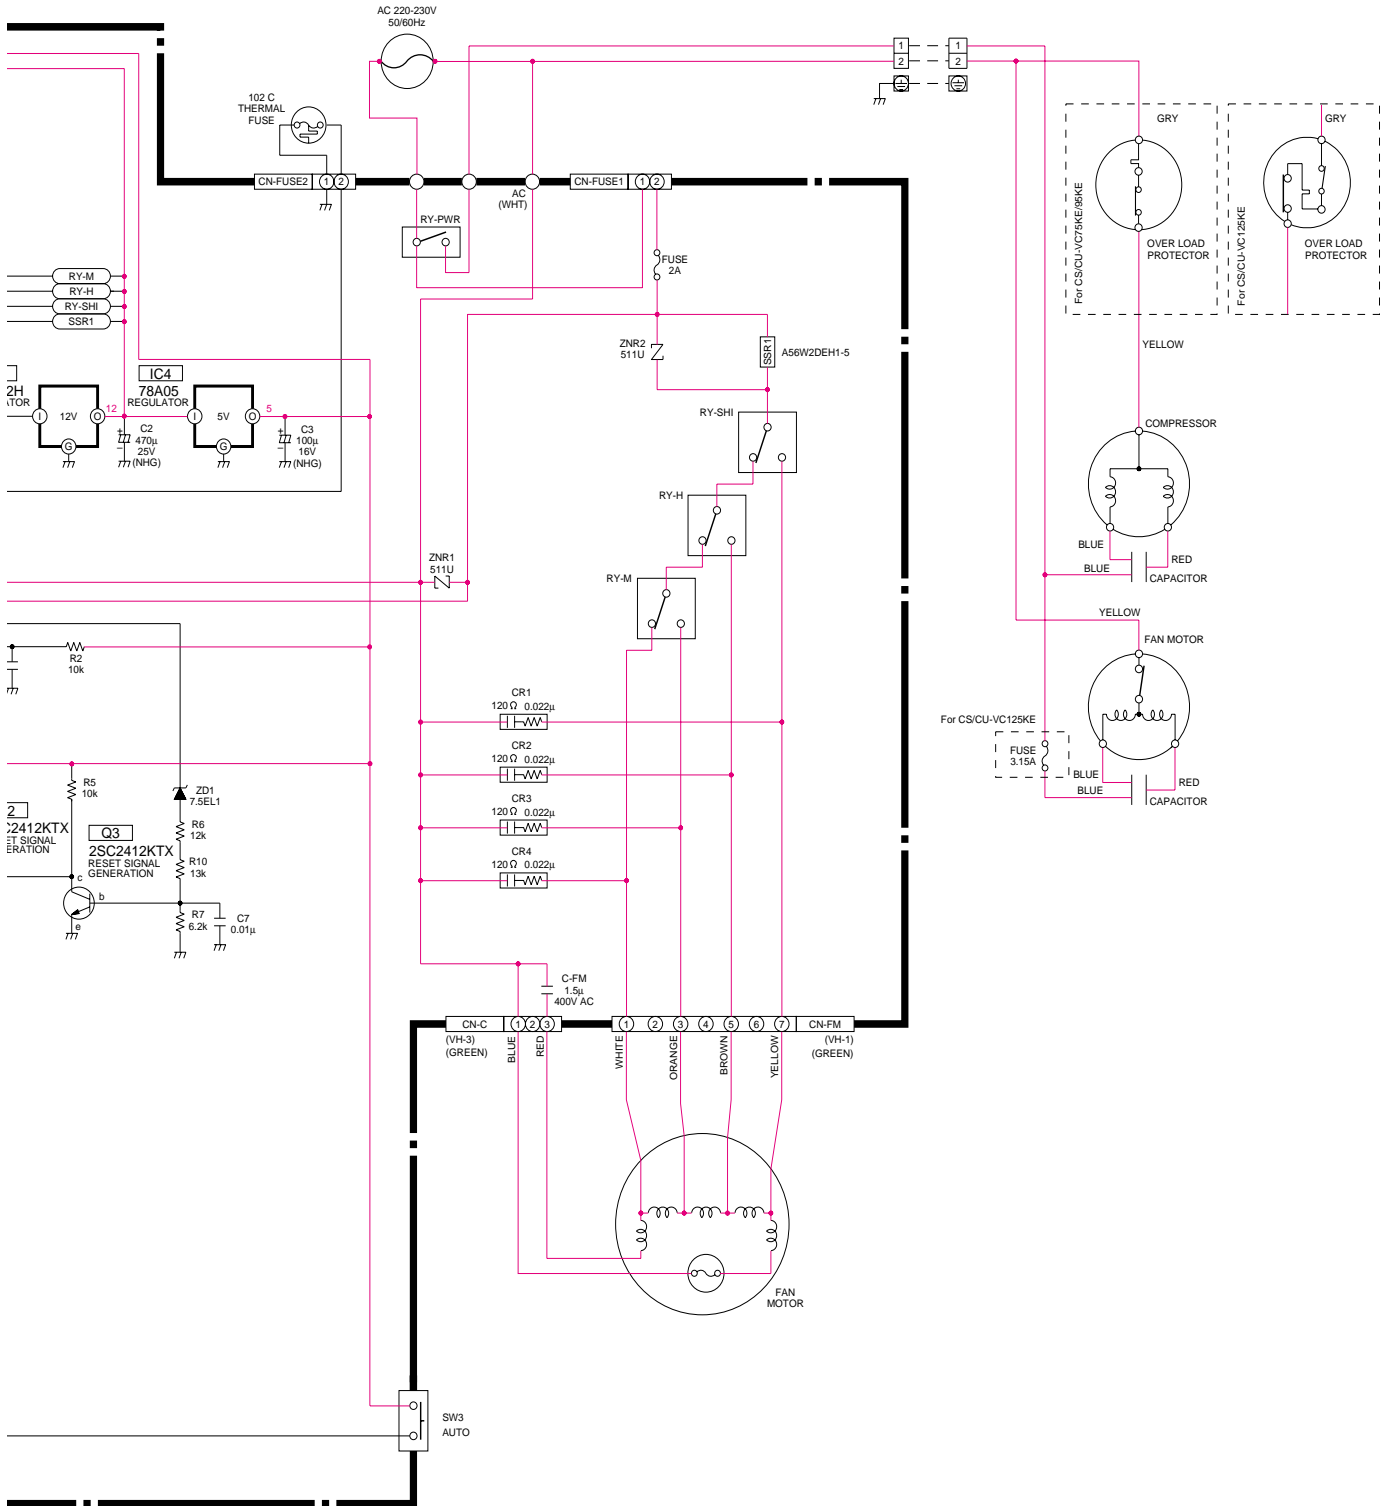 AC 220-230V
50/60Hz
1
1
2
2
102 C
THERMAL
FUSE
GRY
GRY
CN-FUSE2
1
2
AC
(WHT)
CN-FUSE1
1
2
RY-PWR
For CS/CU-VC75KE/95KE
For CS/CU-VC125KE
OVER LOAD
PROTECTOR
OVER LOAD
PROTECTOR
FUSE
2A
RY-M
RY-H
RY-SHI
SSR1
ZNR2
511U
SSR1
A56W2DEH1-5
YELLOW
2H
ATOR
IC4
78A05
REGULATOR
I
12V
O
G
12
I
5V
O
G
5
C2
470µ
25V
(NHG)
+
−
C3
100µ
16V
(NHG)
+
−
RY-SHI
COMPRESSOR
RY-H
BLUE
RED
BLUE
CAPACITOR
ZNR1
511U
RY-M
YELLOW
FAN MOTOR
R2
10k
CR1
120Ω 0.022µ
For CS/CU-VC125KE
FUSE
3.15A
CR2
120Ω 0.022µ
BLUE
RED
BLUE
CAPACITOR
R5
10k
ZD1
7.5EL1
2
C2412KTX
ET SIGNAL
ERATION
Q3
2SC2412KTX
RESET SIGNAL
GENERATION
R6
12k
CR3
120Ω 0.022µ
R10
13k
CR4
120Ω 0.022µ
c
b
e
R7
6.2k
C7
0.01µ
C-FM
1.5µ
400V AC
CN-C
1
2
3
(VH-3)
(GREEN)
BLUE
RED
1
2
3
4
5
6
7
CN-FM
(VH-1)
(GREEN)
WHITE
ORANGE
BROWN
YELLOW
FAN
MOTOR
SW3
AUTO